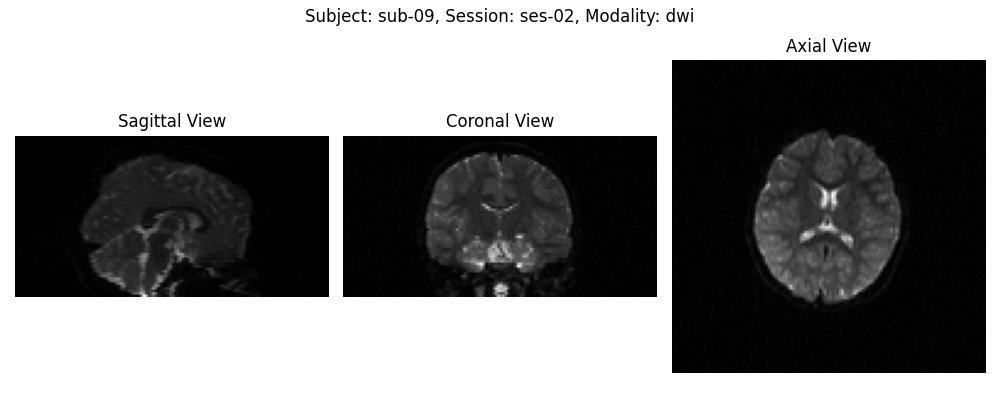 Subject: sub-09, Session: ses-02, Modality: dwi
Sagittal View
Coronal View
Axial View